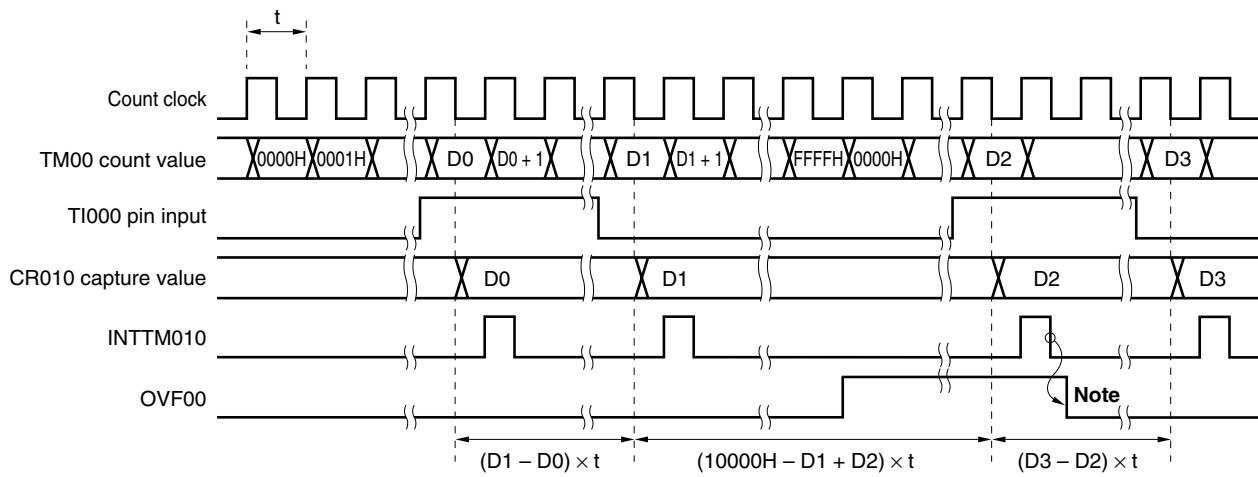 t
Count clock
TM00 count value 0000H 0001H D0 D0 + 1 D1 D1 + 1 FFFFH 0000H D2 D3
TI000 pin input
CR010 capture value D0 D1 D2 D3
INTTM010
OVF00 Note
(D1 – D0) × t (10000H – D1 + D2) × t (D3 – D2) × t